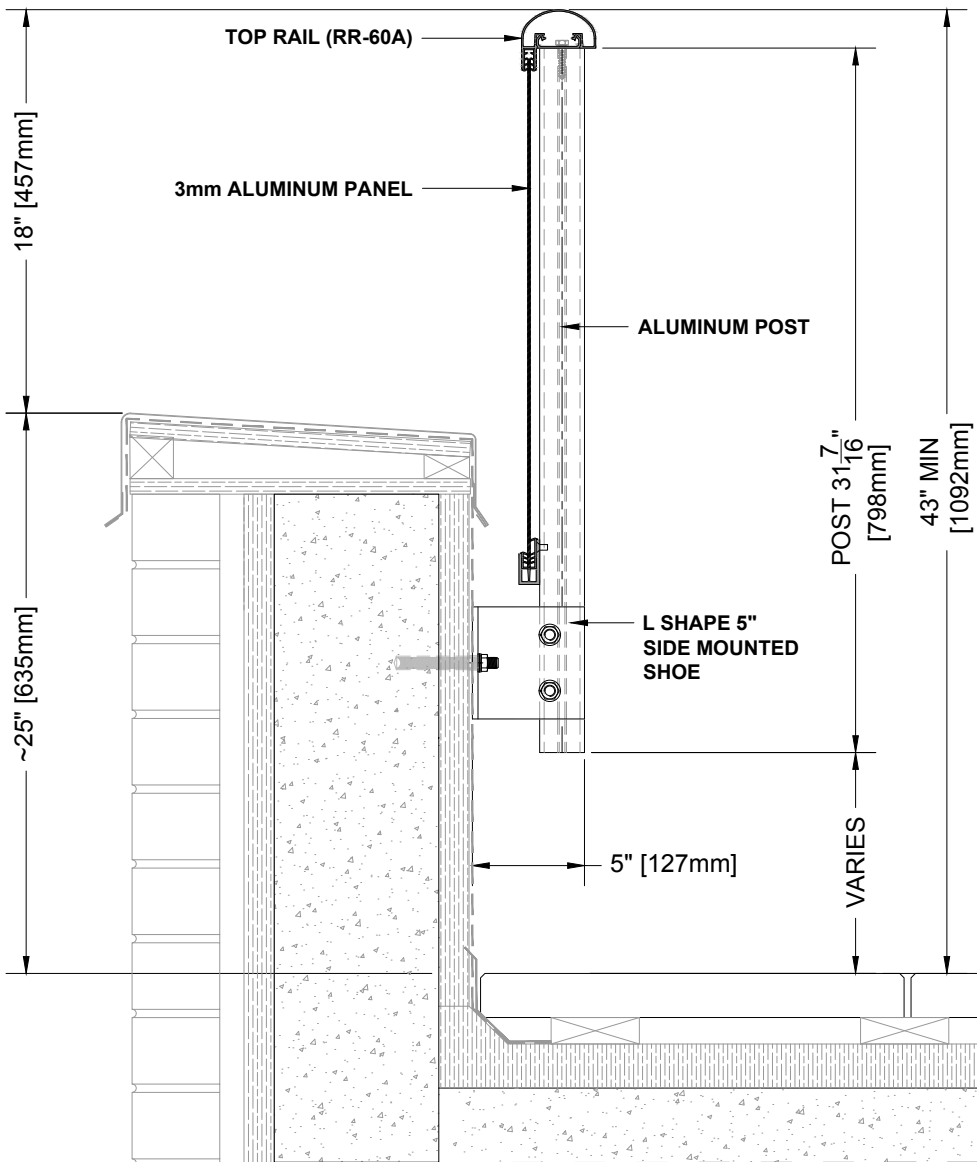 TOP RAIL (RR-60A)
18" [457mm]
3mm ALUMINUM PANEL
ALUMINUM POST
POST 31 7/16"
[798mm]
43" MIN
[1092mm]
L SHAPE 5"
SIDE MOUNTED
SHOE
~25" [635mm]
5" [127mm]
VARIES